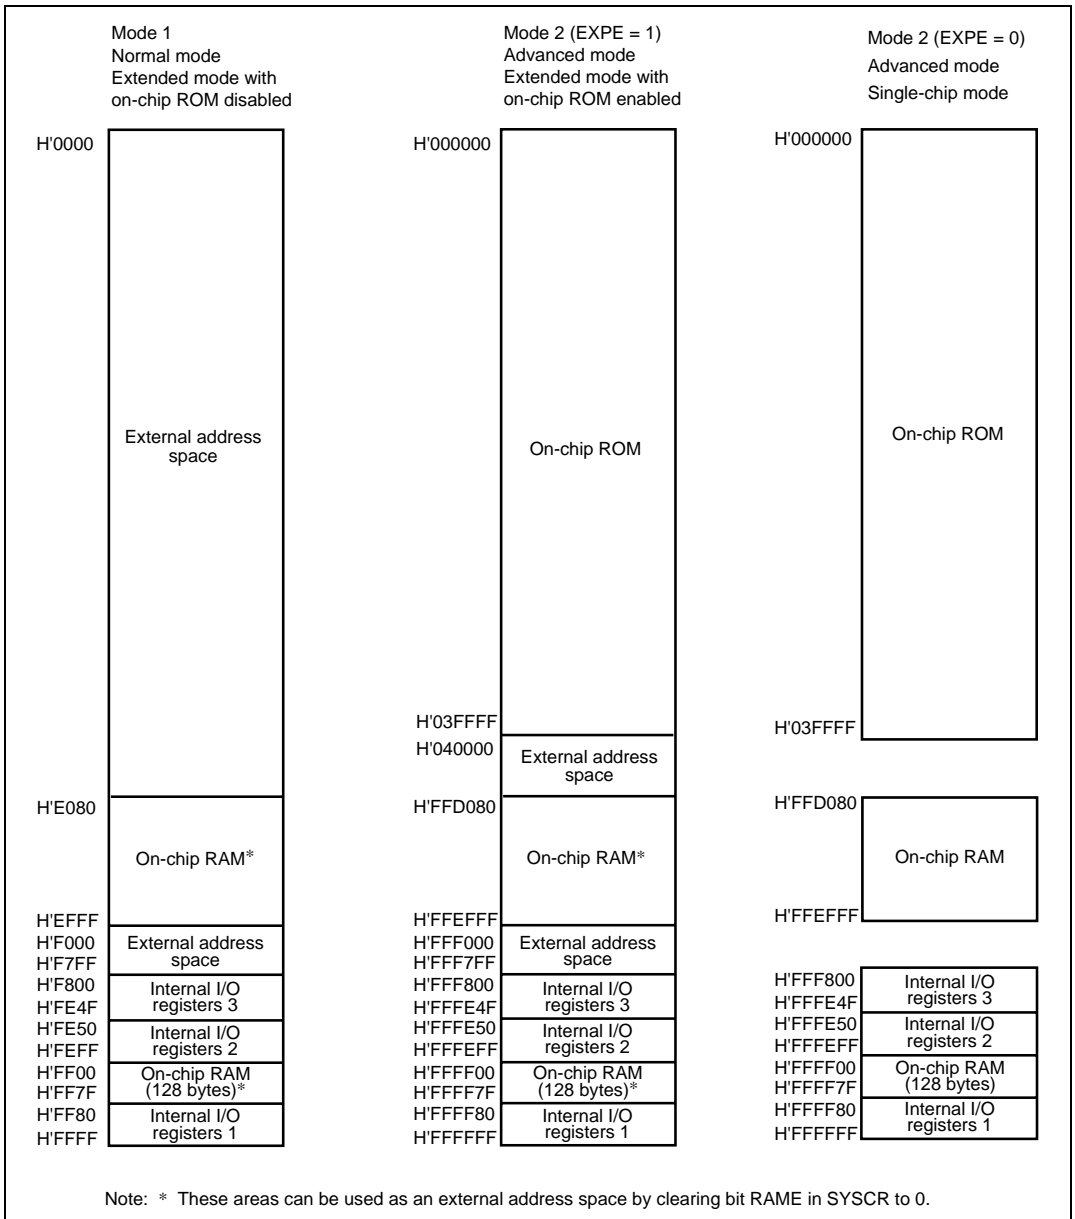 Mode 1
Normal mode
Extended mode with
on-chip ROM disabled
H'0000
External address
space
H'E080
On-chip RAM*
H'EFFF
H'F000
External address
space
H'F7FF
H'F800
Internal I/O
registers 3
H'FE4F
H'FE50
Internal I/O
registers 2
H'FEFF
H'FF00
On-chip RAM
(128 bytes)*
H'FF7F
H'FF80
Internal I/O
registers 1
H'FFFF
Mode 2 (EXPE = 1)
Advanced mode
Extended mode with
on-chip ROM enabled
H'000000
On-chip ROM
H'03FFFF
H'040000
External address
space
H'FFD080
On-chip RAM*
H'FFEFFF
H'FFF000
External address
space
H'FFF7FF
H'FFF800
Internal I/O
registers 3
H'FFFE4F
H'FFFE50
Internal I/O
registers 2
H'FFFEFF
H'FFFF00
On-chip RAM
(128 bytes)*
H'FFFF7F
H'FFFF80
Internal I/O
registers 1
H'FFFFFF
Mode 2 (EXPE = 0)
Advanced mode
Single-chip mode
H'000000
On-chip ROM
H'03FFFF
H'FFD080
On-chip RAM
H'FFEFFF
H'FFF800
Internal I/O
registers 3
H'FFFE4F
H'FFFE50
Internal I/O
registers 2
H'FFFEFF
H'FFFF00
On-chip RAM
(128 bytes)
H'FFFF7F
H'FFFF80
Internal I/O
registers 1
H'FFFFFF
Note: * These areas can be used as an external address space by clearing bit RAME in SYSCR to 0.